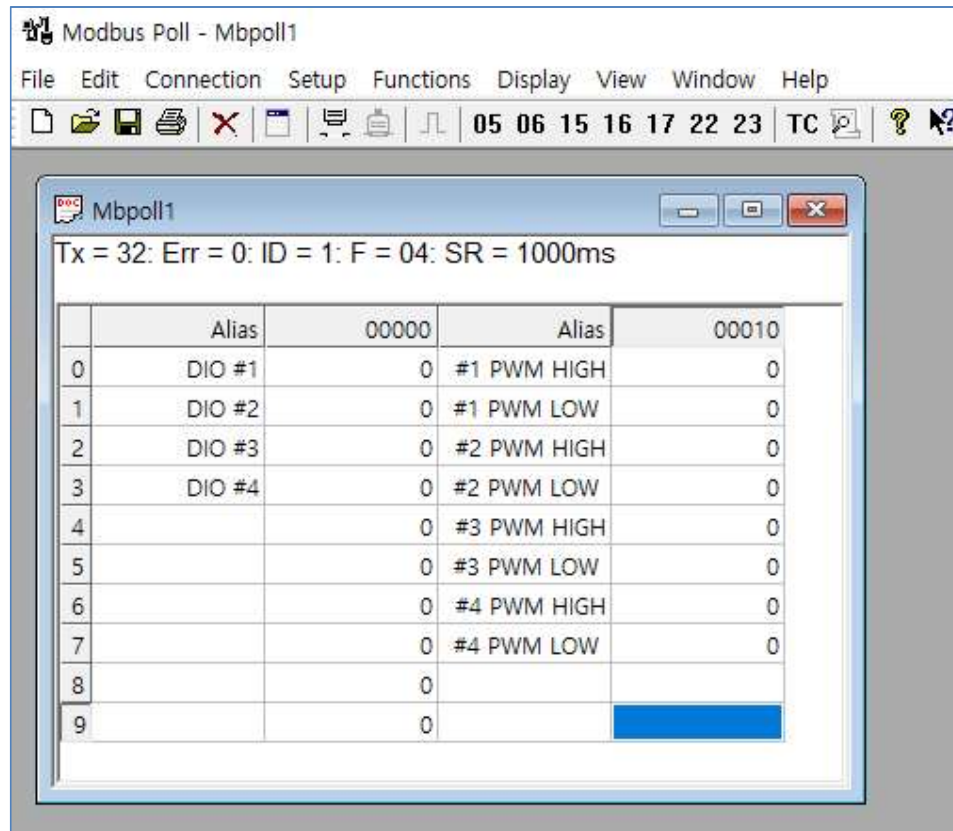 Modbus Poll - Mbpoll1
File Edit Connection Setup Functions Display View Window Help
05 06 15 16 17 22 23 TC
Mbpoll1
Tx = 32: Err = 0: ID = 1: F = 04: SR = 1000ms
Alias 00000 Alias 00010
0 DIO #1 0 #1 PWM HIGH 0
1 DIO #2 0 #1 PWM LOW 0
2 DIO #3 0 #2 PWM HIGH 0
3 DIO #4 0 #2 PWM LOW 0
4 0 #3 PWM HIGH 0
5 0 #3 PWM LOW 0
6 0 #4 PWM HIGH 0
7 0 #4 PWM LOW 0
8 0
9 0